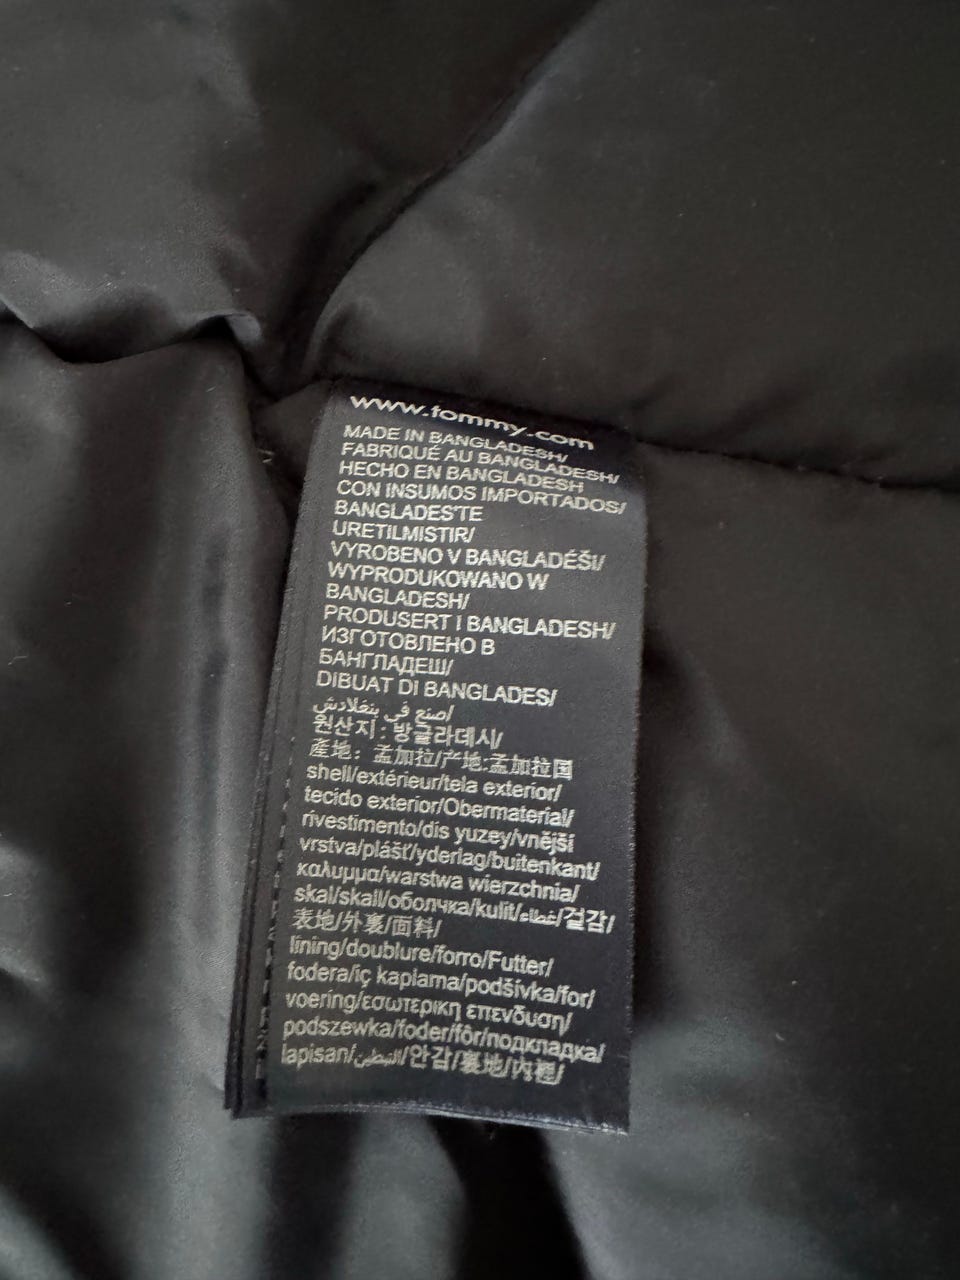 www.tommy.com
MADE IN BANGLADESH/
FABRIQUÉ AU BANGLADESH/
HECHO EN BANGLADESH
CON INSUMOS IMPORTADOS/
BANGLADES'TE
URETILMISTIR/
VYROBENO V BANGLADÉŠI/
WYPRODUKOWANO W
BANGLADESH/
PRODUSERT I BANGLADESH/
ИЗГОТОВЛЕНО В
БАНГЛАДЕШ/
DIBUAT DI BANGLADES/
صنع في بنغلادش/
원산지 : 방글라데시/
產地：孟加拉/产地:孟加拉国
shell/extérieur/tela exterior/
tecido exterior/Obermaterial/
rivestimento/dis yuzey/vnější
vrstva/plášť/yderlag/buitenkant/
καλυμμα/warstwa wierzchnia/
skal/skall/оболчка/kulit/غطاء/겉감/
表地/外裏/面料/
lining/doublure/forro/Futter/
fodera/iç kaplama/podšívka/for/
voering/εσωτερικη επενδυση/
podszewka/foder/fôr/подкладка/
lapisan/التبطين/안감/裏地/內裡/